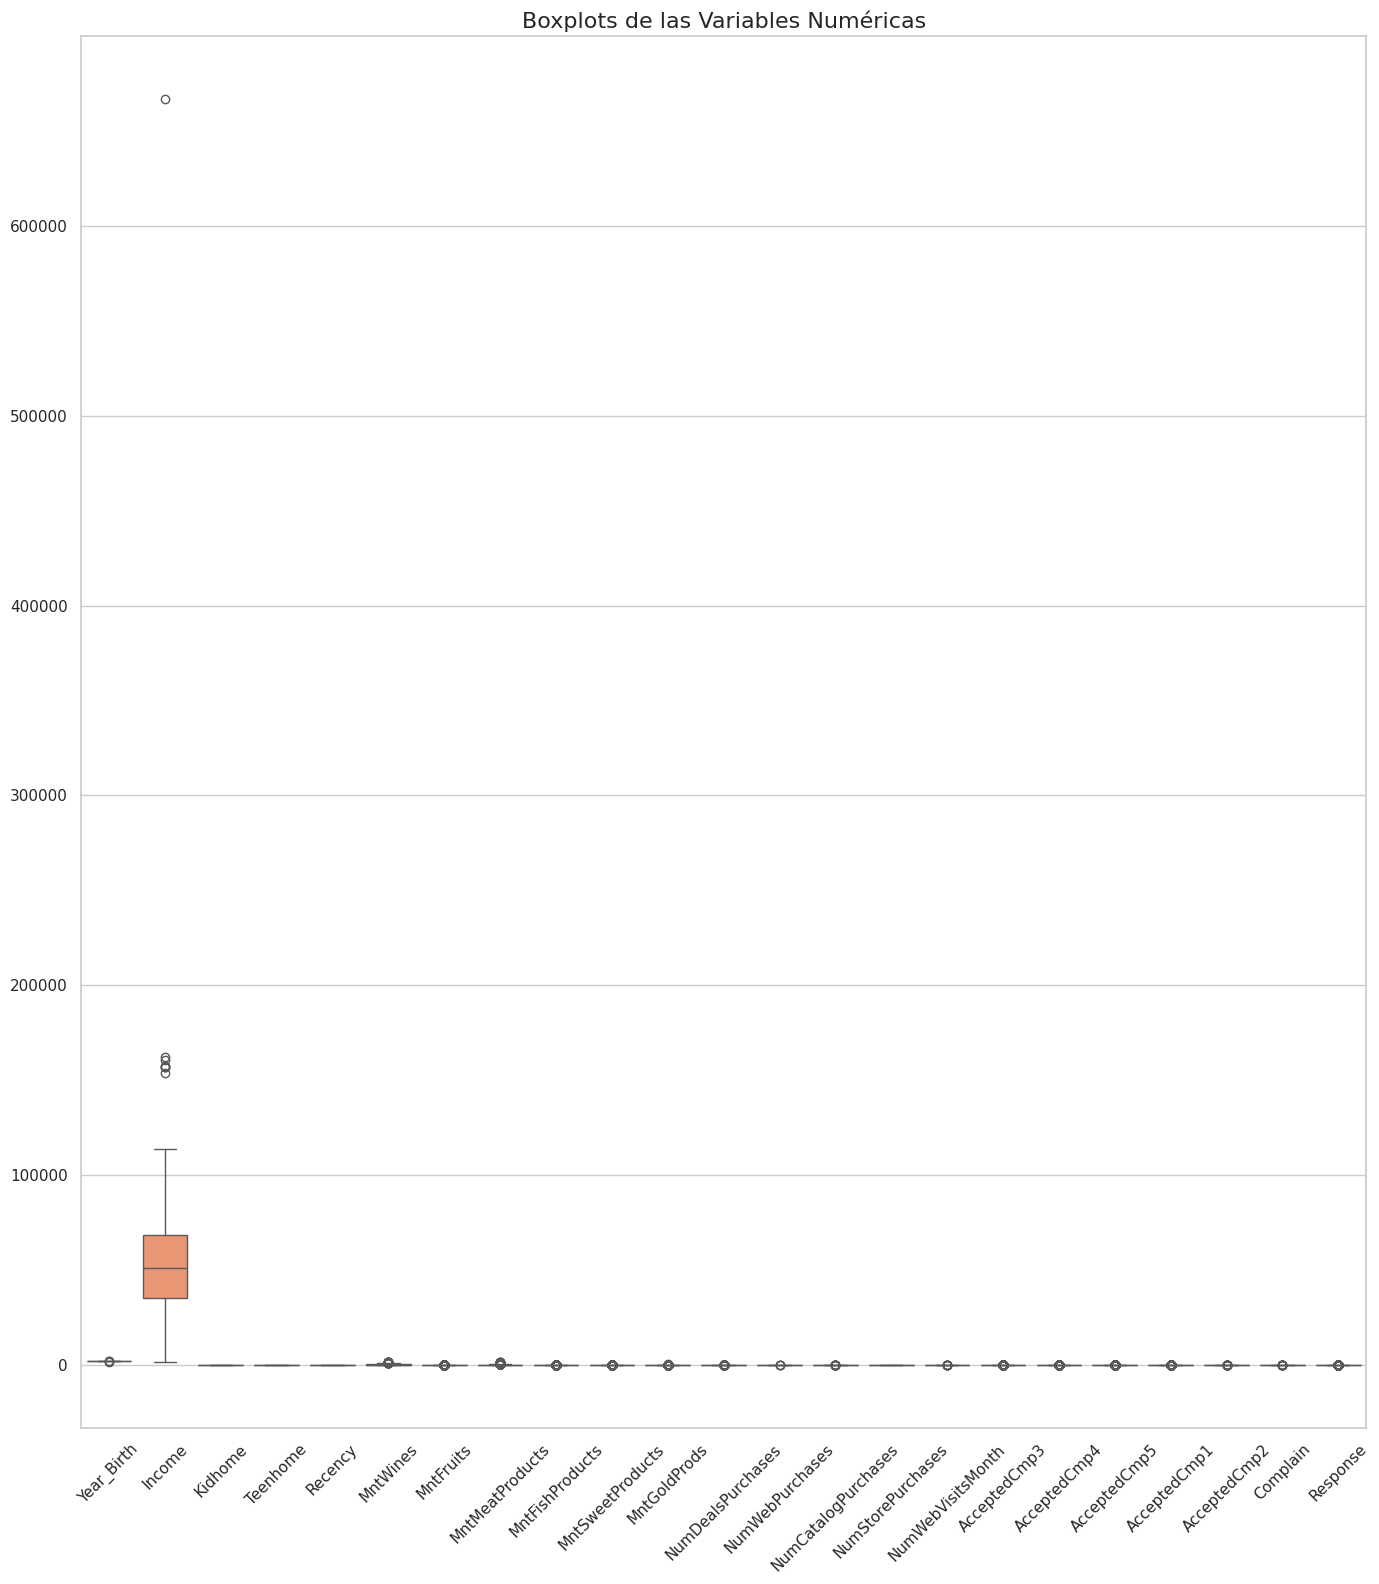 Boxplots de las Variables Numéricas
600000
500000
400000
300000
200000
100000
0
Year_Birth
Income
Kidhome
Teenhome
Recency
MntWines
MntFruits
MntMeatProducts
MntFishProducts
MntSweetProducts
MntGoldProds
NumDealsPurchases
NumWebPurchases
NumCatalogPurchases
NumStorePurchases
NumWebVisitsMonth
AcceptedCmp3
AcceptedCmp4
AcceptedCmp5
AcceptedCmp1
AcceptedCmp2
Complain
Response